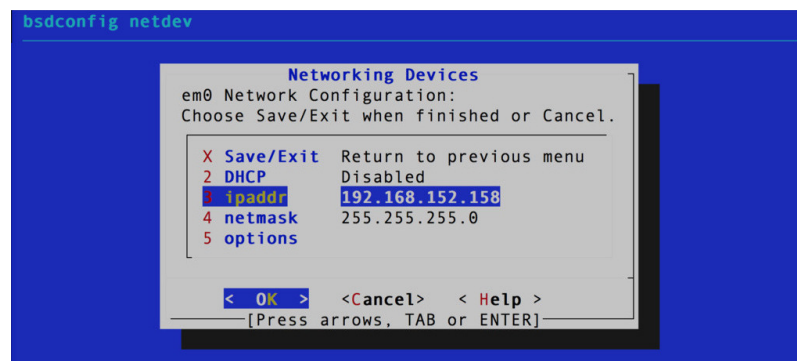 bsdconfig netdev
Networking Devices
em0 Network Configuration:
Choose Save/Exit when finished or Cancel.
X Save/Exit Return to previous menu
2 DHCP Disabled
3 ipaddr 192.168.152.158
4 netmask 255.255.255.0
5 options
< OK > <Cancel> < Help >
[Press arrows, TAB or ENTER]